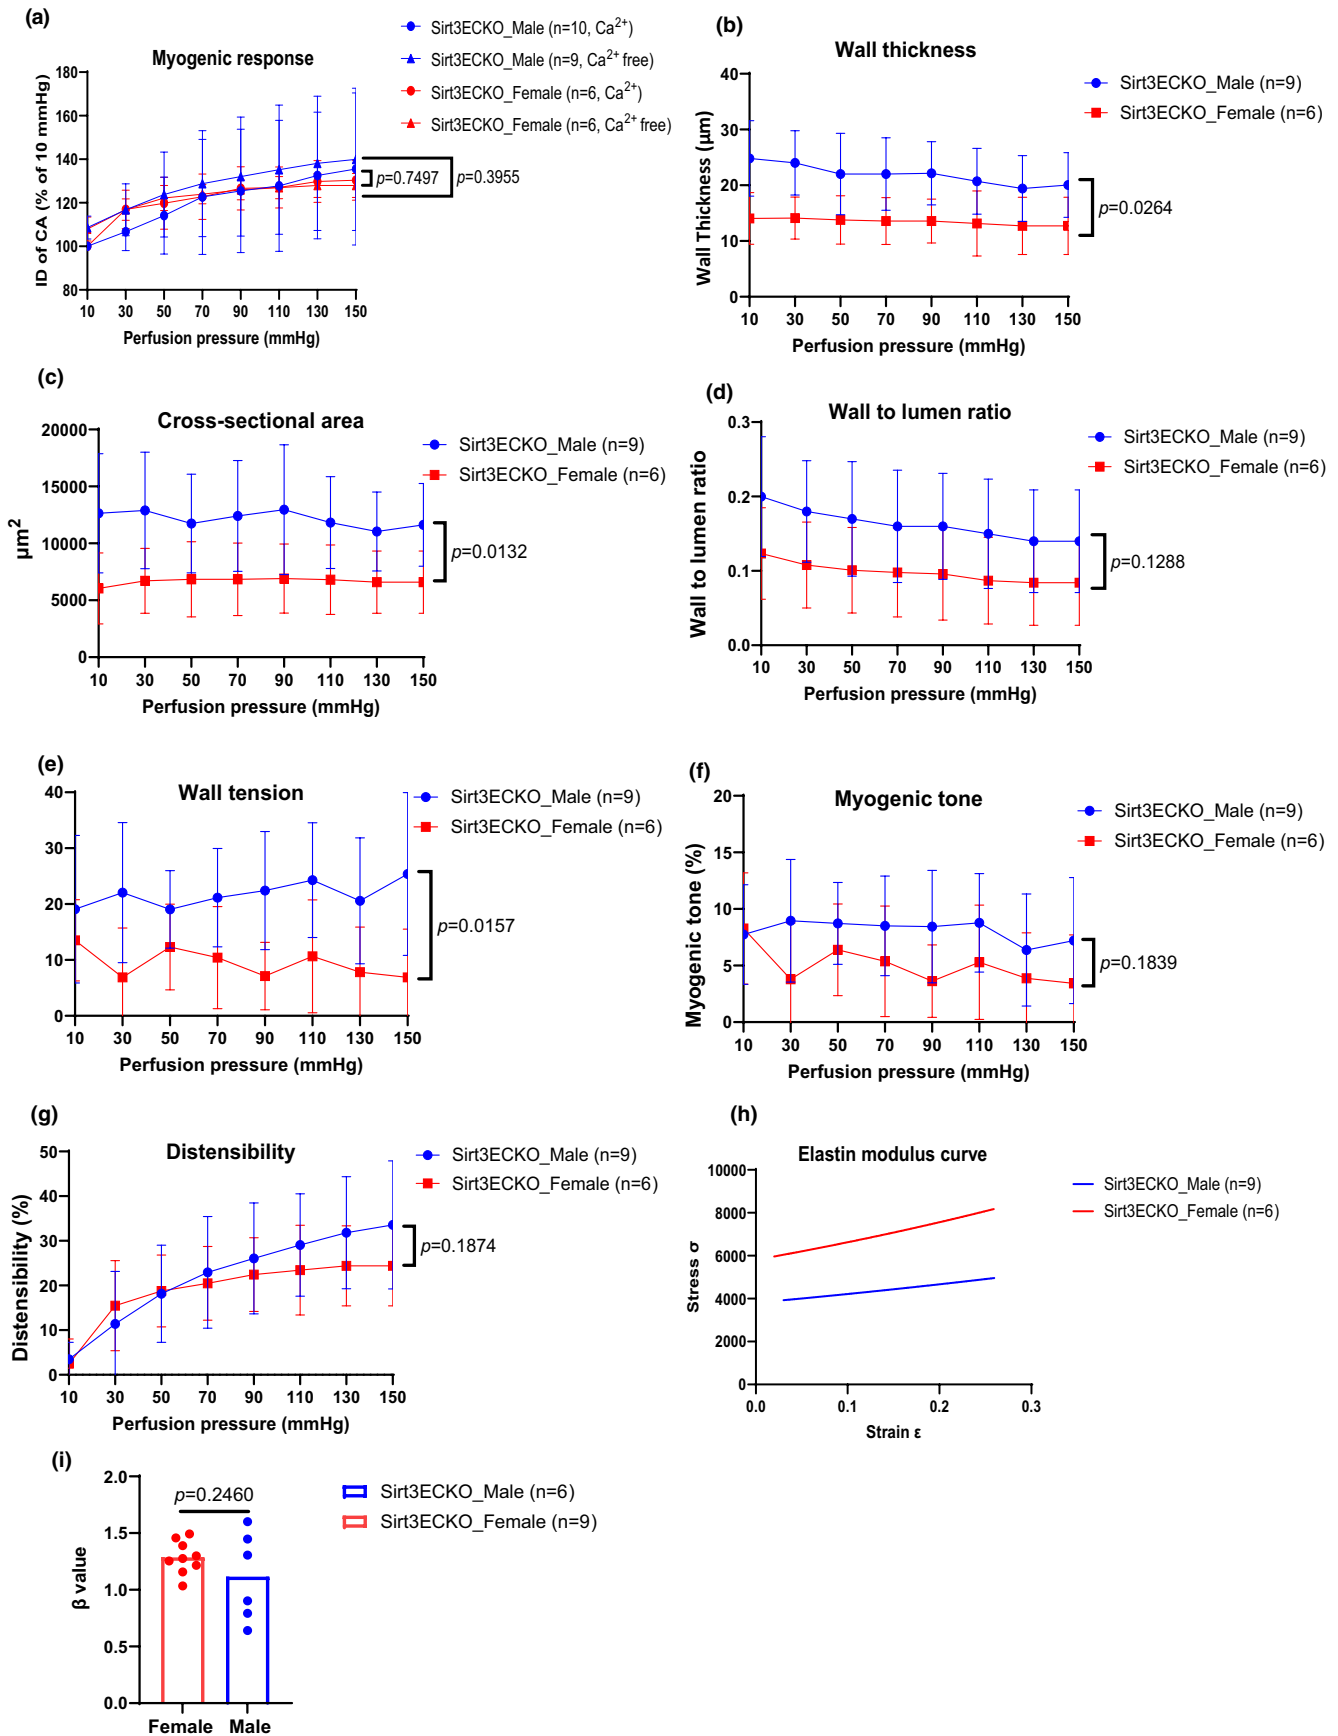 (a)
Myogenic response
Sirt3ECKO_Male (n=10, Ca2+)
Sirt3ECKO_Male (n=9, Ca2+ free)
Sirt3ECKO_Female (n=6, Ca2+)
Sirt3ECKO_Female (n=6, Ca2+ free)
ID of CA (% of 10 mmHg)
180
160
140
120
100
80
p=0.7497
p=0.3955
10 30 50 70 90 110 130 150
Perfusion pressure (mmHg)
(b)
Wall thickness
Sirt3ECKO_Male (n=9)
Sirt3ECKO_Female (n=6)
Wall Thickness (µm)
40
30
20
10
0
p=0.0264
10 30 50 70 90 110 130 150
Perfusion pressure (mmHg)
(c)
Cross-sectional area
Sirt3ECKO_Male (n=9)
Sirt3ECKO_Female (n=6)
µm²
20000
15000
10000
5000
0
p=0.0132
10 30 50 70 90 110 130 150
Perfusion pressure (mmHg)
(d)
Wall to lumen ratio
Sirt3ECKO_Male (n=9)
Sirt3ECKO_Female (n=6)
Wall to lumen ratio
0.3
0.2
0.1
0.0
p=0.1288
10 30 50 70 90 110 130 150
Perfusion pressure (mmHg)
(e)
Wall tension
Sirt3ECKO_Male (n=9)
Sirt3ECKO_Female (n=6)
40
30
20
10
0
p=0.0157
10 30 50 70 90 110 130 150
Perfusion pressure (mmHg)
(f)
Myogenic tone
Sirt3ECKO_Male (n=9)
Sirt3ECKO_Female (n=6)
Myogenic tone (%)
20
15
10
5
0
p=0.1839
10 30 50 70 90 110 130 150
Perfusion pressure (mmHg)
(g)
Distensibility
Sirt3ECKO_Male (n=9)
Sirt3ECKO_Female (n=6)
Distensibility (%)
50
40
30
20
10
0
p=0.1874
10 30 50 70 90 110 130 150
Perfusion pressure (mmHg)
(h)
Elastin modulus curve
Sirt3ECKO_Male (n=9)
Sirt3ECKO_Female (n=6)
Stress σ
10000
8000
6000
4000
2000
0
0.0 0.1 0.2 0.3
Strain ε
(i)
Sirt3ECKO_Male (n=6)
Sirt3ECKO_Female (n=9)
p=0.2460
β value
2.0
1.5
1.0
0.5
0.0
Female Male